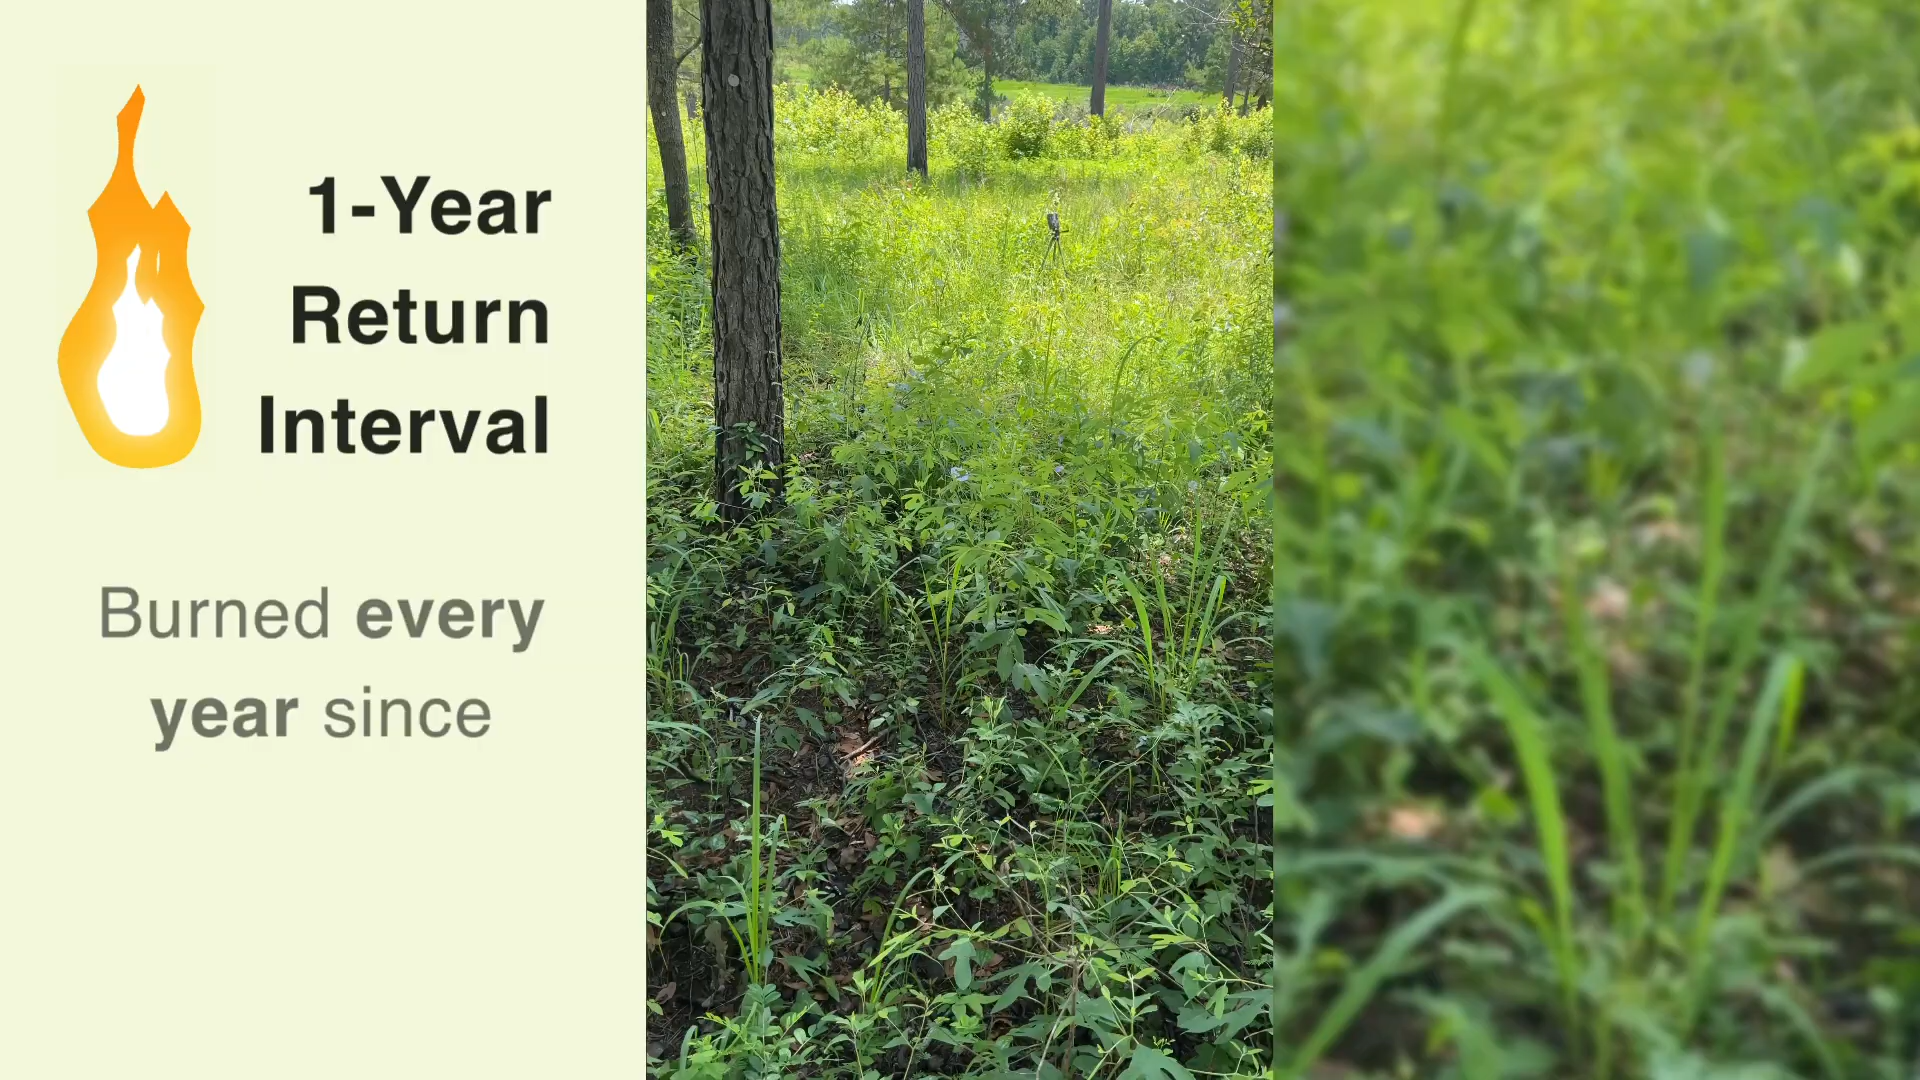 1-Year
Return
Interval
Burned every
year since